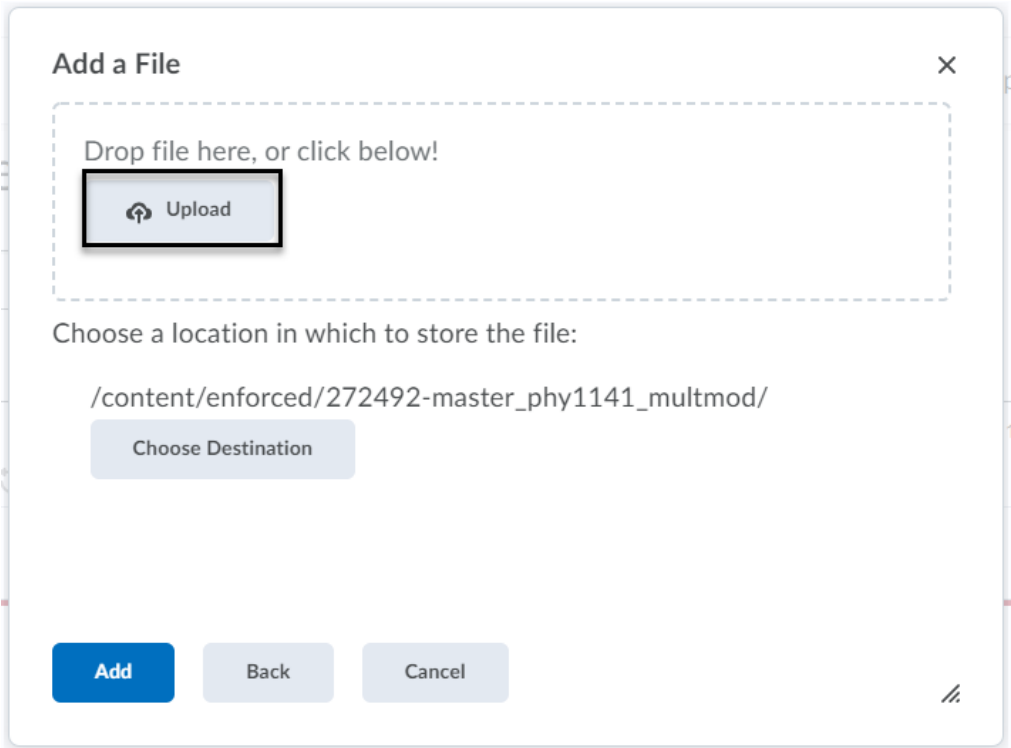 Add a File
Drop file here, or click below!
Upload
Choose a location in which to store the file:
/content/enforced/272492-master_phy1141_multmod/
Choose Destination
Add Back Cancel